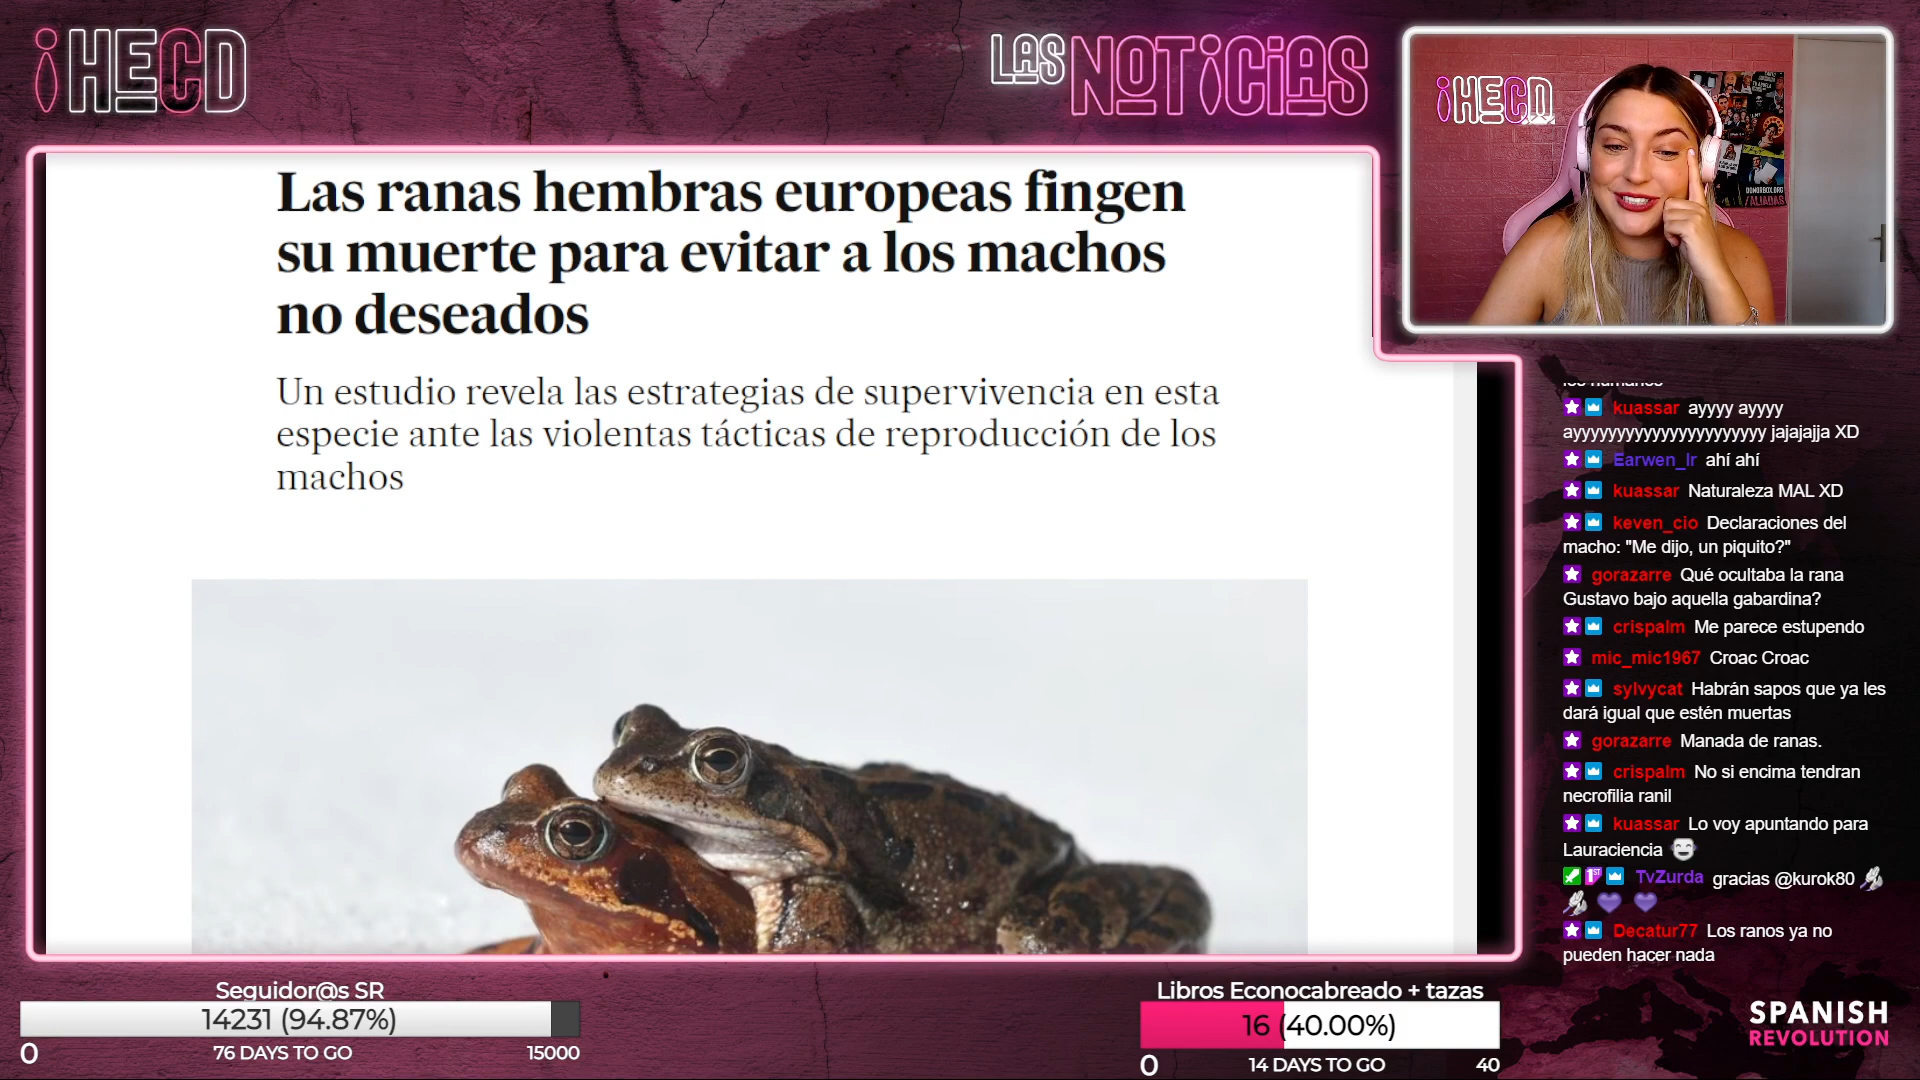 ¡HECD
LAS NOTiCiAS
¡HECD
DONORBOX.ORG
/ALIADAS
Las ranas hembras europeas fingen
su muerte para evitar a los machos
no deseados
Un estudio revela las estrategias de supervivencia en esta
especie ante las violentas tácticas de reproducción de los
machos
los humanos
kuassar ayyyy ayyyy
ayyyyyyyyyyyyyyyyyyyyyy jajajajja XD
Earwen_lr ahí ahí
kuassar Naturaleza MAL XD
keven_cio Declaraciones del
macho: "Me dijo, un piquito?"
gorazarre Qué ocultaba la rana
Gustavo bajo aquella gabardina?
crispalm Me parece estupendo
mic_mic1967 Croac Croac
sylvycat Habrán sapos que ya les
dará igual que estén muertas
gorazarre Manada de ranas.
crispalm No si encima tendran
necrofilia ranil
kuassar Lo voy apuntando para
Lauraciencia
1ST TvZurda gracias @kurok80
Decatur77 Los ranos ya no
pueden hacer nada
Seguidor@s SR
14231 (94.87%)
0 76 DAYS TO GO 15000
Libros Econocabreado + tazas
16 (40.00%)
0 14 DAYS TO GO 40
SPANISH
REVOLUTION